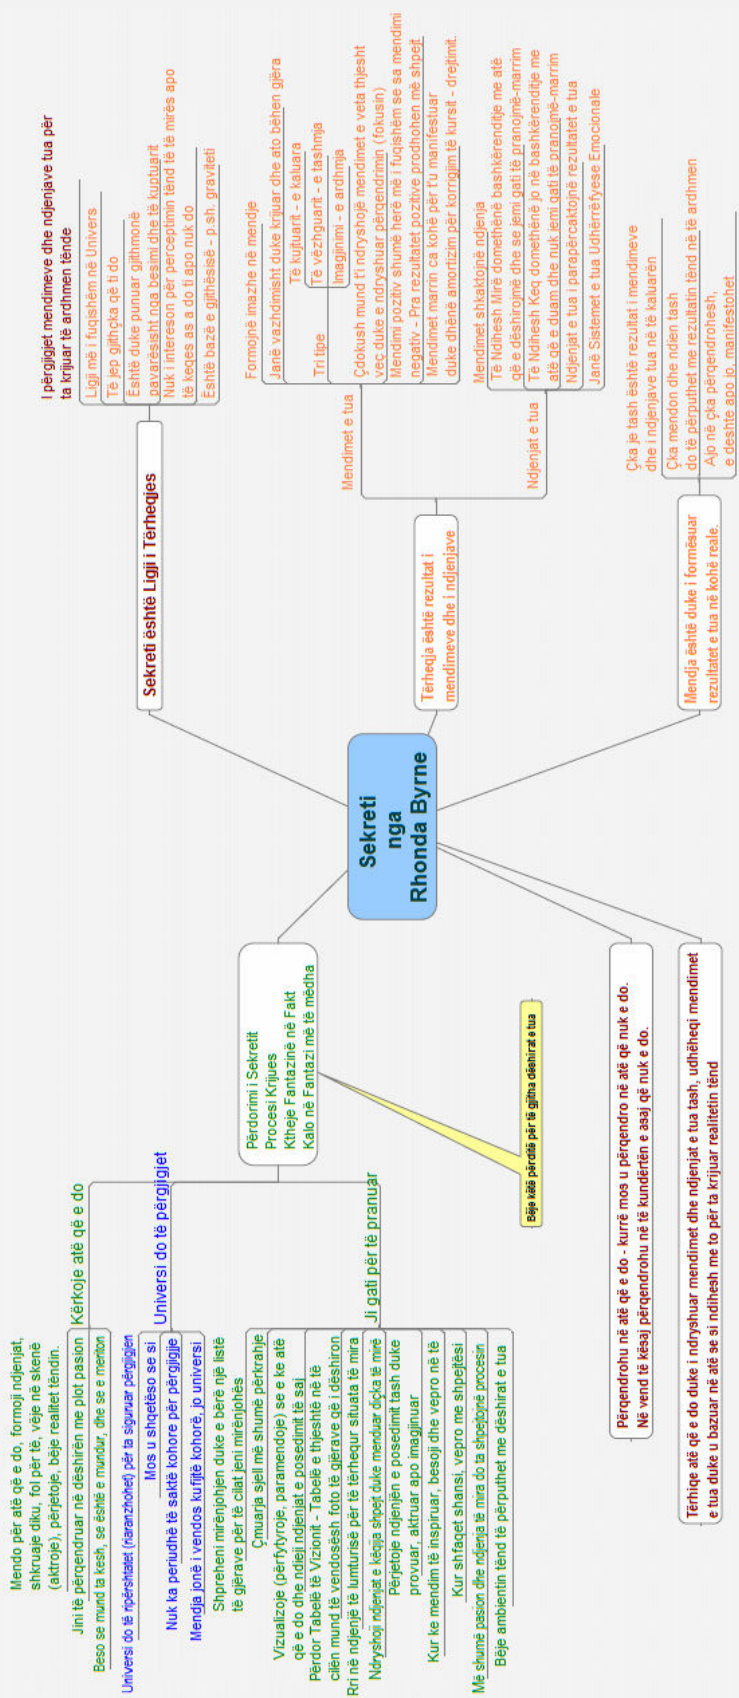 Sekreti
nga
Rhonda Byrne
Sekreti është Ligji i Tërheqjes
I përgjigjet mendimeve dhe ndjenjave tua për
ta krijuar të ardhmen tënde
Ligji më i fuqishëm në Univers
Të jep gjithçka që ti do
Është duke punuar gjithmonë
pavarësisht nga besimi dhe të kuptuarit
Nuk i intereson për perceptimin tënd të të mirës apo
të keqes as a do ti apo nuk do
Është bazë e gjithësisë - p.sh. graviteti
Tërheqja është rezultat i
mendimeve dhe i ndjenjave
Mendimet e tua
Formojnë imazhe në mendje
Janë vazhdimisht duke krijuar dhe ato bëhen gjëra
Tri tipe
Të kujtuarit - e kaluara
Të vëzhguarit - e tashmja
Imagjinimi - e ardhmja
Çdokush mund t'i ndryshojë mendimet e veta thjesht
veç duke e ndryshuar përqendrimin (fokusin)
Mendimi pozitiv shumë herë më i fuqishëm se sa mendimi
negativ - Pra rezultatet pozitive prodhohen më shpejt
Mendimet marrin ca kohë për t'u manifestuar
duke dhënë amortizim për korrigjim të kursit - drejtimit.
Ndjenjat e tua
Mendimet shkaktojnë ndjenja
Të Ndihesh Mirë domethënë bashkërenditje me atë
që e dëshirojmë dhe se jemi gati të pranojmë-marrim
Të Ndihesh Keq domethënë jo në bashkërenditje me
atë që e duam dhe nuk jemi gati të pranojmë-marrim
Ndjenjat e tua i parapërcaktojnë rezultatet e tua
Janë Sistemet e tua Udhërrëfyese Emocionale
Mendja është duke i formësuar
rezultatet e tua në kohë reale.
Çka je tash është rezultat i mendimeve
dhe i ndjenjave tua në të kaluarën
Çka mendon dhe ndien tash
do të përputhet me rezultatin tënd në të ardhmen
Ajo në çka përqendrohesh,
e deshte apo jo, manifestohet
Përdorimi i Sekretit
Procesi Krijues
Ktheje Fantazinë në Fakt
Kalo në Fantazi më të mëdha
Bëje këtë përditë për të gjitha dëshirat e tua
Kërkoje atë që e do
Mendo për atë që e do, formoji ndjenjat,
shkruaje diku, fol për të, vëje në skenë
(aktroje), përjetoje, bëje realitet tëndin.
Jini të përqendruar në dëshirën me plot pasion
Beso se mund ta kesh, se është e mundur, dhe se e meriton
Universi do të përgjigjet
Universi do të ripërshtatet (riaranzhohet) për ta siguruar përgjigjen
Mos u shqetëso se si
Nuk ka periudhë të saktë kohore për përgjigjje
Mendja jonë i vendos kufijtë kohorë, jo universi
Ji gati për të pranuar
Shpreheni mirënjohjen duke e bërë një listë
të gjërave për të cilat jeni mirënjohës
Çmuarja sjell më shumë përkrahje
Vizualizoje (përfytyroje, paramendoje) se e ke atë
që e do dhe ndieji ndjenjat e posedimit të saj
Përdor Tabelë të Vizionit - Tabelë e thjeshtë në të
cilën mund të vendosësh foto të gjërave që i dëshiron
Rri në ndjenjë të lumturisë për të tërhequr situata të mira
Ndryshoji ndjenjat e këqija shpejt duke menduar diçka të mirë
Përjetoje ndjenjën e posedimit tash duke
provuar, aktruar apo imagjinuar
Kur ke mendim të inspiruar, besoji dhe vepro në të
Kur shfaqet shansi, vepro me shpejtësi
Më shumë pasion dhe ndjenja të mira do ta shpejtojnë procesin
Bëje ambientin tënd të përputhet me dëshirat e tua
Përqendrohu në atë që e do - kurrë mos u përqendro në atë që nuk e do.
Në vend të kësaj përqendrohu në të kundërtën e asaj që nuk e do.
Tërhiqe atë që e do duke i ndryshuar mendimet dhe ndjenjat e tua tash, udhëheqi mendimet
e tua duke u bazuar në atë se si ndihesh me to për ta krijuar realitetin tënd